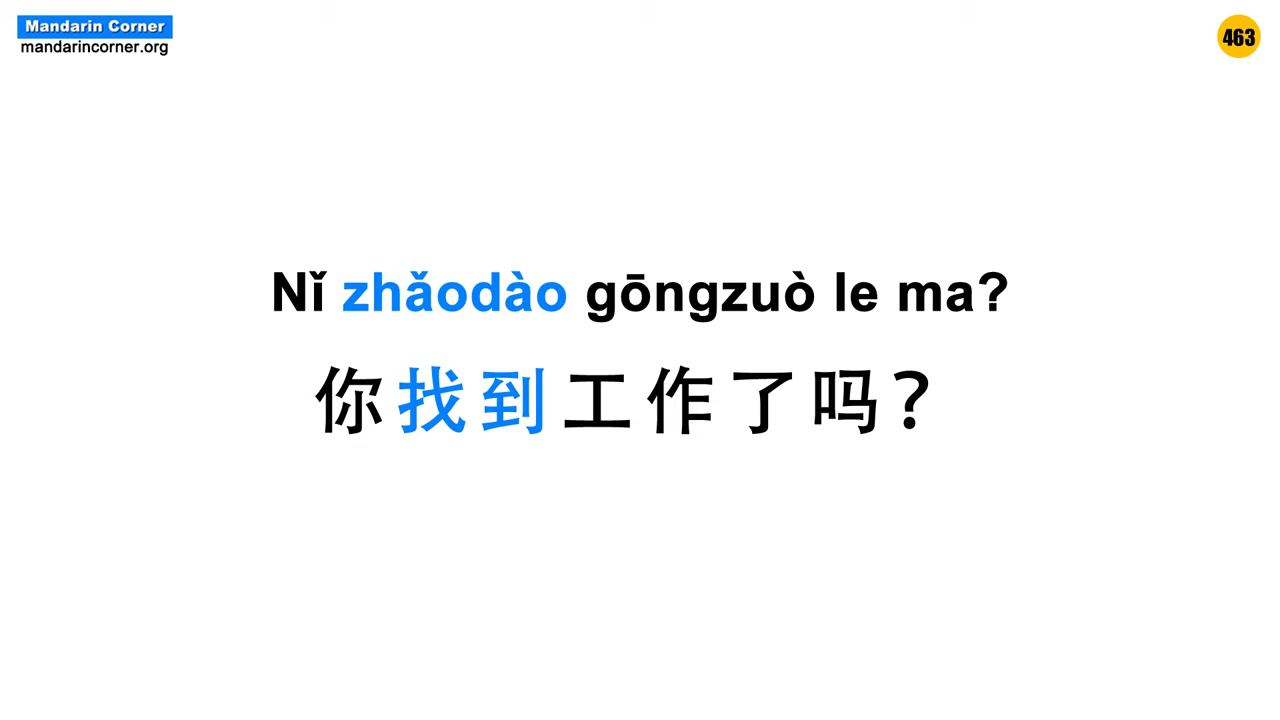 Mandarin Corner
mandarincorner.org
463
Nǐ zhǎodào gōngzuò le ma?
你找到工作了吗？